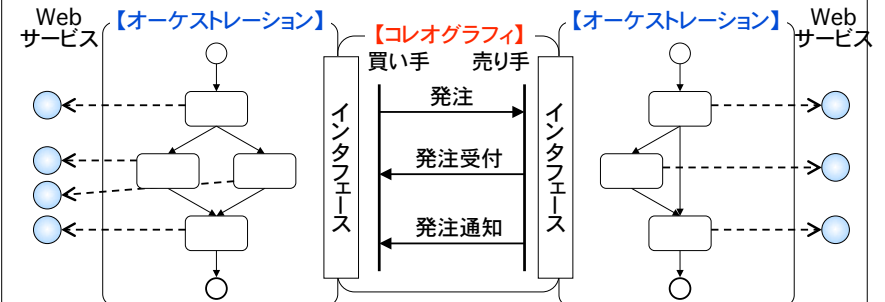 Web
サービス
【オーケストレーション】
【コレオグラフィ】
【オーケストレーション】
Web
サービス
買い手
売り手
インタフェース
発注
発注受付
発注通知
インタフェース